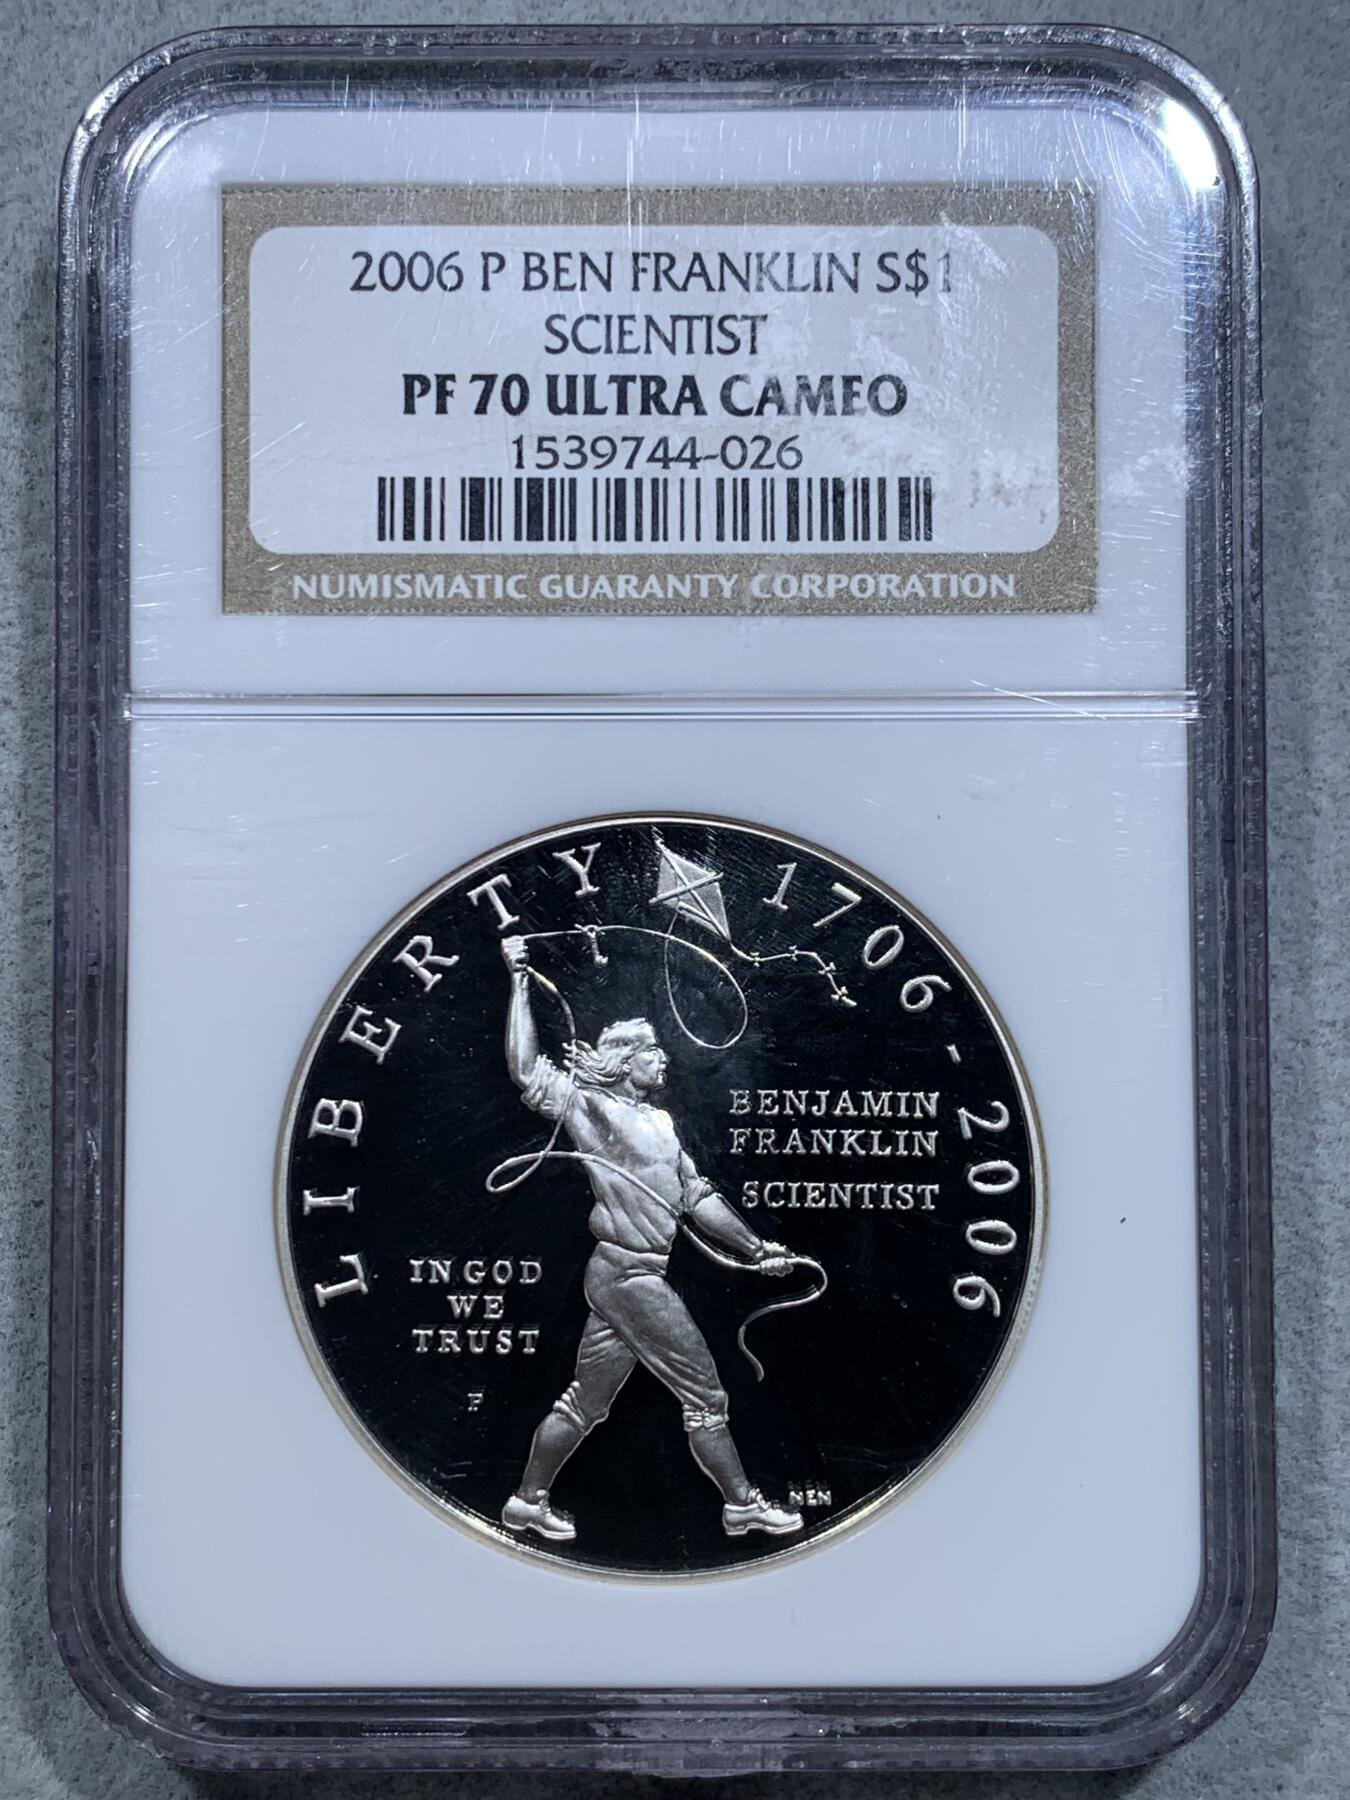 2006 P BEN FRANKLIN S$1
SCIENTIST
PF 70 ULTRA CAMEO
1539744-026
NUMISMATIC GUARANTY CORPORATION
LIBERTY 1706 - 2006
BENJAMIN
FRANKLIN
SCIENTIST
IN GOD
WE
TRUST
P
NEN